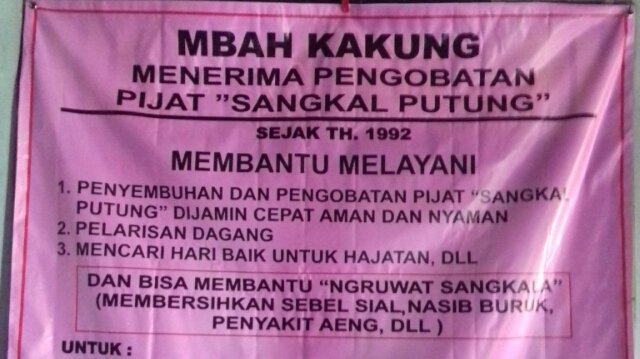 MBAH KAKUNG
MENERIMA PENGOBATAN
PIJAT "SANGKAL PUTUNG"
SEJAK TH. 1992
MEMBANTU MELAYANI
1. PENYEMBUHAN DAN PENGOBATAN PIJAT "SANGKAL
PUTUNG" DIJAMIN CEPAT AMAN DAN NYAMAN
2. PELARISAN DAGANG
3. MENCARI HARI BAIK UNTUK HAJATAN, DLL
DAN BISA MEMBANTU "NGRUWAT SANGKALA"
(MEMBERSIHKAN SEBEL SIAL,NASIB BURUK,
PENYAKIT AENG, DLL )
UNTUK :